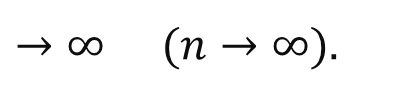 → ∞ (n → ∞).